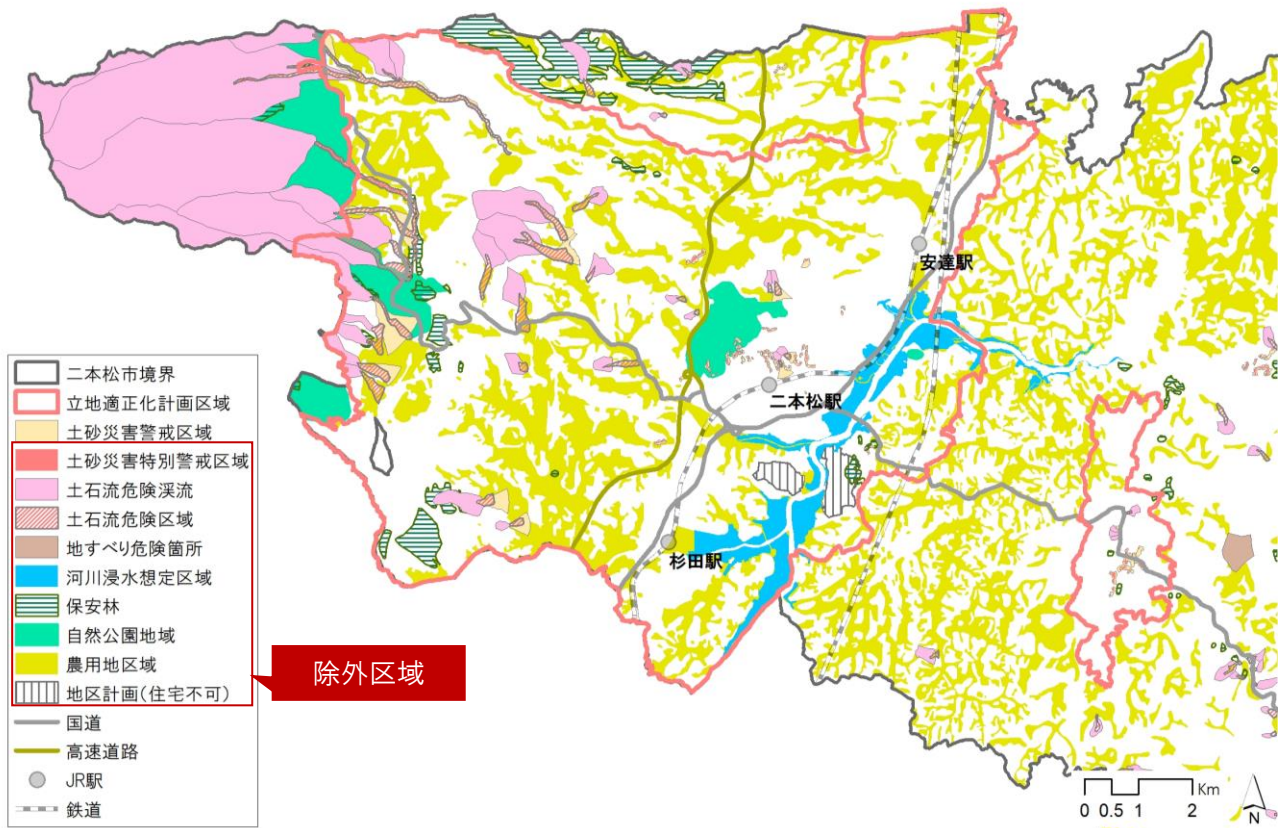 安達駅
二本松駅
杉田駅
二本松市境界
立地適正化計画区域
土砂災害警戒区域
土砂災害特別警戒区域
土石流危険渓流
土石流危険区域
地すべり危険箇所
河川浸水想定区域
保安林
自然公園地域
農用地区域
地区計画(住宅不可)
国道
高速道路
JR駅
鉄道
除外区域
Km
0 0.5 1 2
N